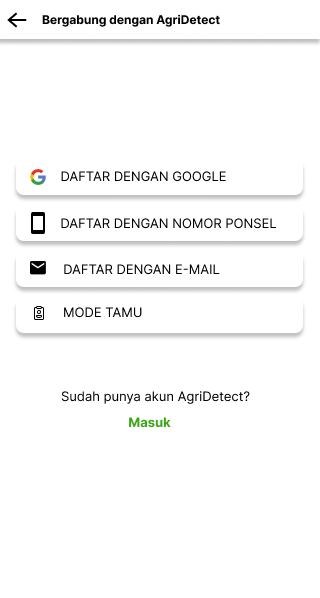 Bergabung dengan AgriDetect
DAFTAR DENGAN GOOGLE
DAFTAR DENGAN NOMOR PONSEL
DAFTAR DENGAN E-MAIL
MODE TAMU
Sudah punya akun AgriDetect?
Masuk